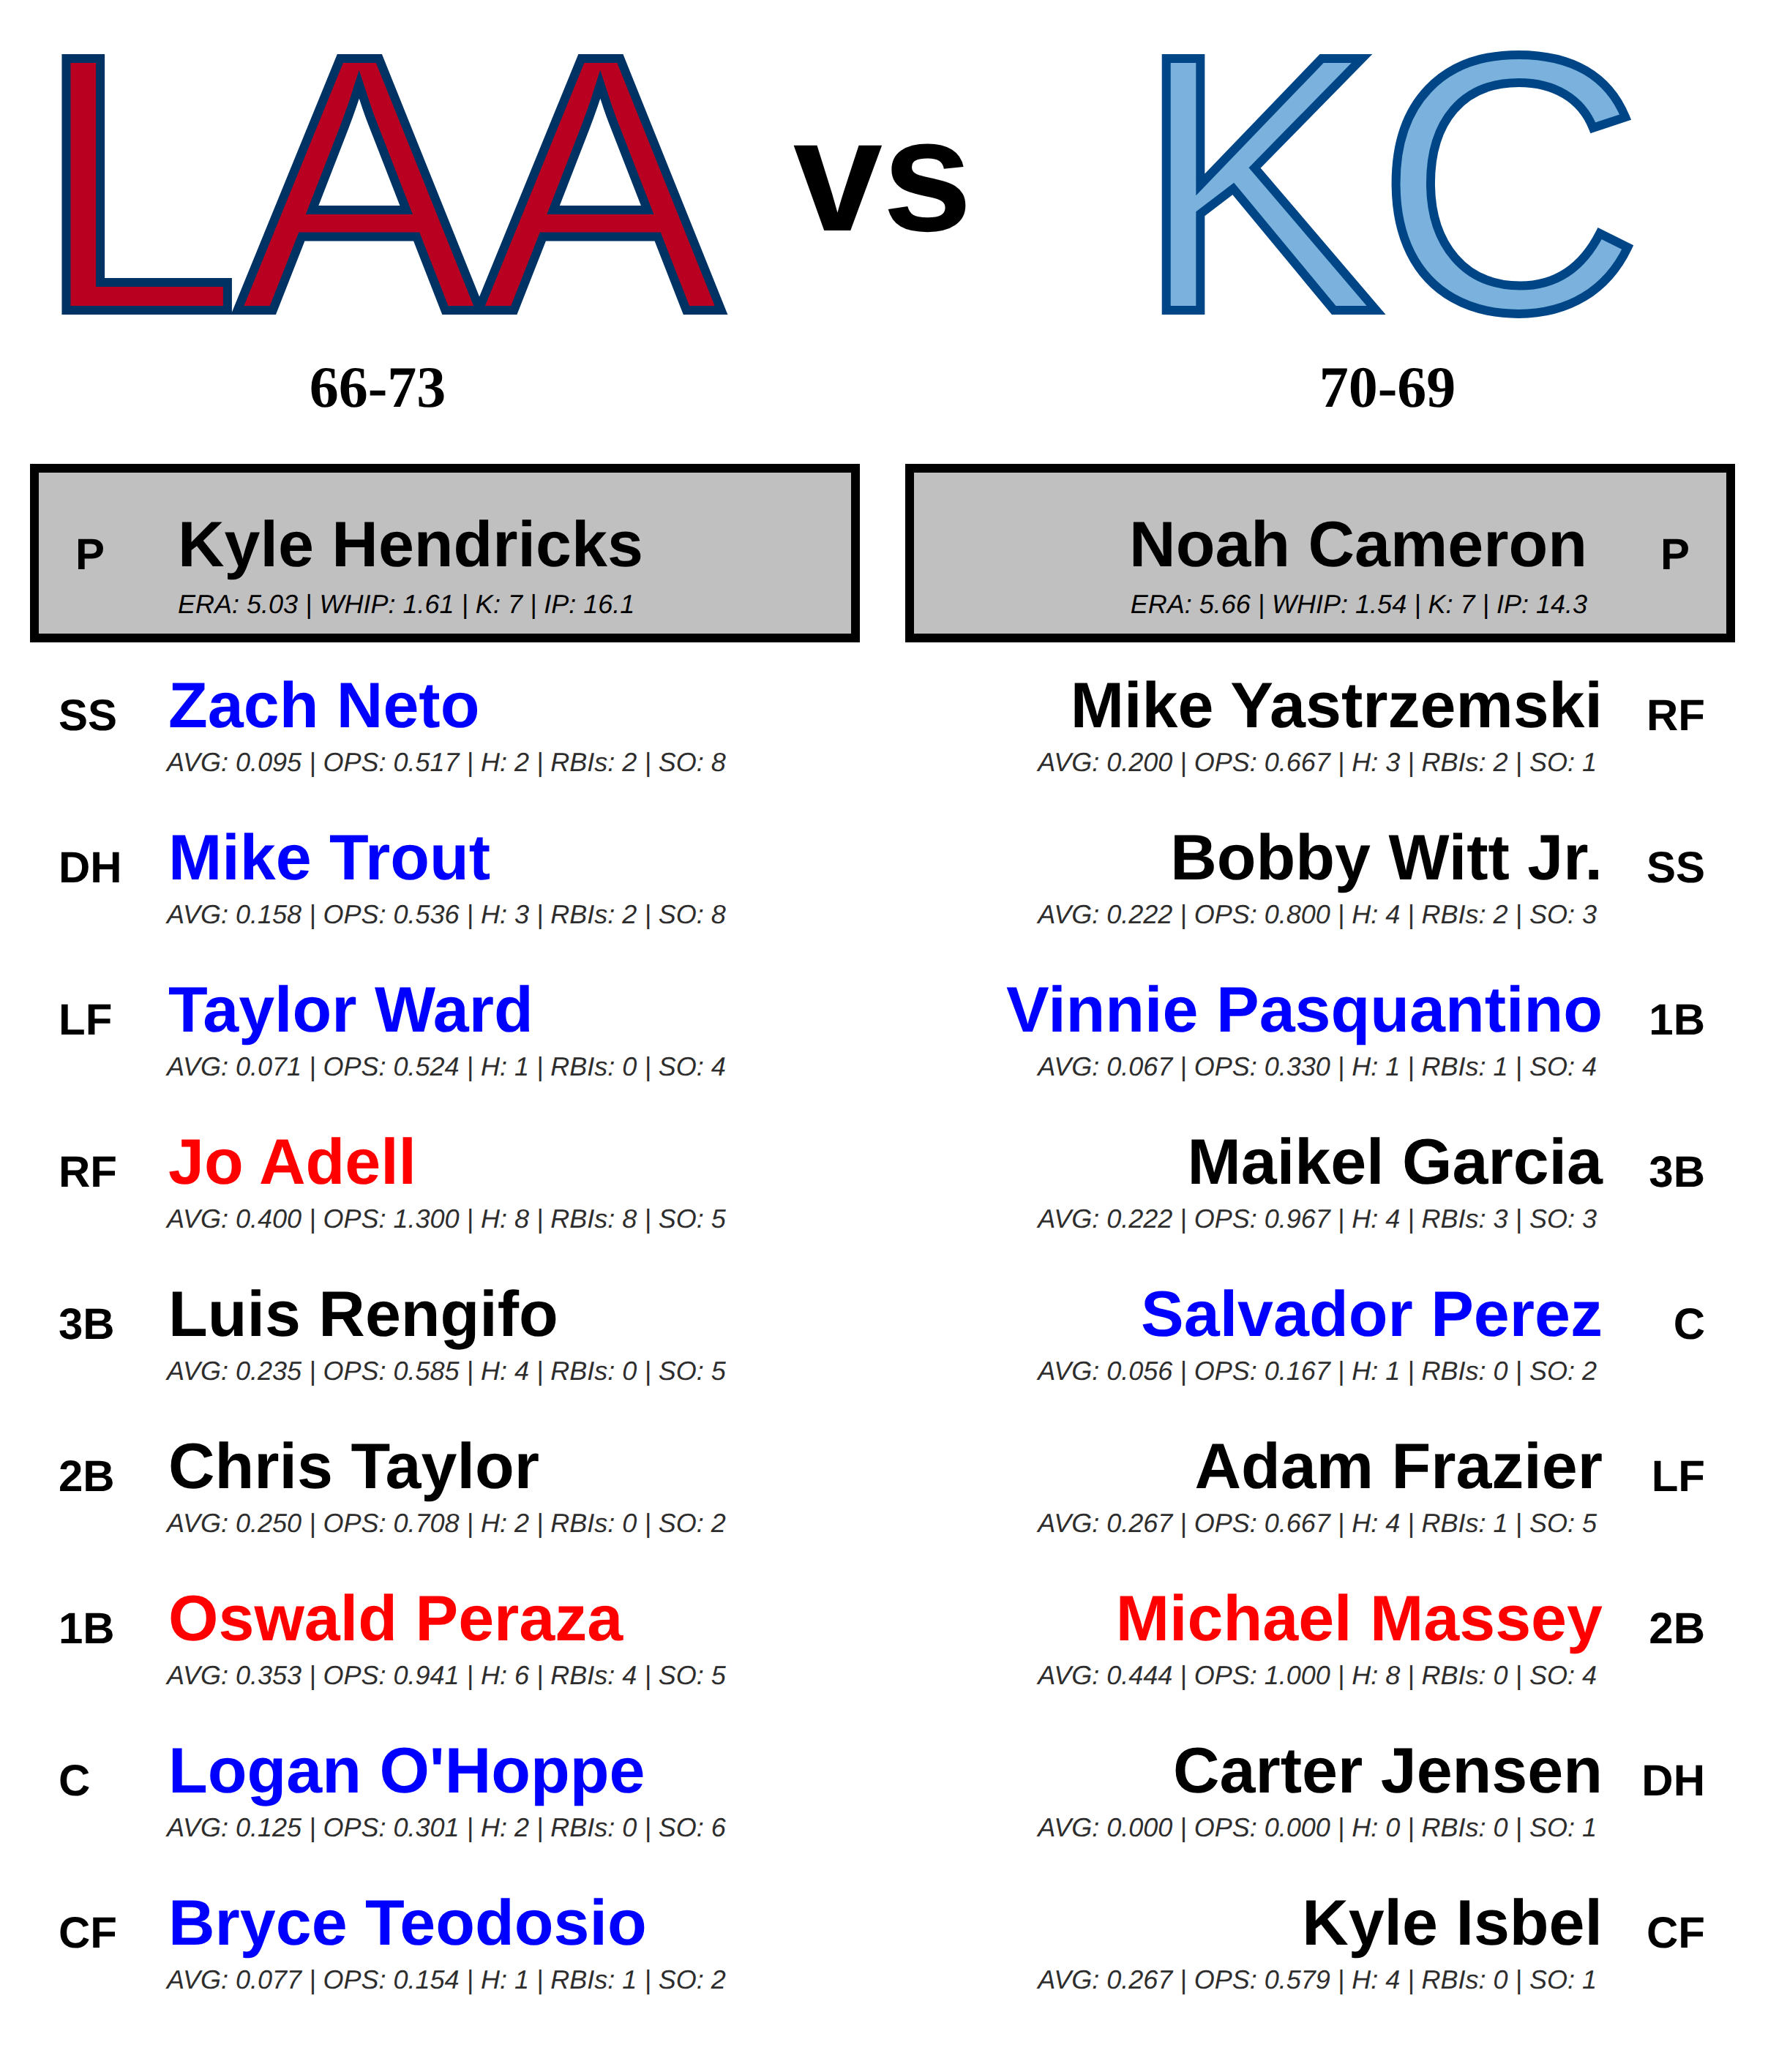 LAA vs KC
66-73 70-69
P Kyle Hendricks
ERA: 5.03 | WHIP: 1.61 | K: 7 | IP: 16.1
Noah Cameron P
ERA: 5.66 | WHIP: 1.54 | K: 7 | IP: 14.3
SS Zach Neto
AVG: 0.095 | OPS: 0.517 | H: 2 | RBIs: 2 | SO: 8
DH Mike Trout
AVG: 0.158 | OPS: 0.536 | H: 3 | RBIs: 2 | SO: 8
LF Taylor Ward
AVG: 0.071 | OPS: 0.524 | H: 1 | RBIs: 0 | SO: 4
RF Jo Adell
AVG: 0.400 | OPS: 1.300 | H: 8 | RBIs: 8 | SO: 5
3B Luis Rengifo
AVG: 0.235 | OPS: 0.585 | H: 4 | RBIs: 0 | SO: 5
2B Chris Taylor
AVG: 0.250 | OPS: 0.708 | H: 2 | RBIs: 0 | SO: 2
1B Oswald Peraza
AVG: 0.353 | OPS: 0.941 | H: 6 | RBIs: 4 | SO: 5
C Logan O'Hoppe
AVG: 0.125 | OPS: 0.301 | H: 2 | RBIs: 0 | SO: 6
CF Bryce Teodosio
AVG: 0.077 | OPS: 0.154 | H: 1 | RBIs: 1 | SO: 2
Mike Yastrzemski RF
AVG: 0.200 | OPS: 0.667 | H: 3 | RBIs: 2 | SO: 1
Bobby Witt Jr. SS
AVG: 0.222 | OPS: 0.800 | H: 4 | RBIs: 2 | SO: 3
Vinnie Pasquantino 1B
AVG: 0.067 | OPS: 0.330 | H: 1 | RBIs: 1 | SO: 4
Maikel Garcia 3B
AVG: 0.222 | OPS: 0.967 | H: 4 | RBIs: 3 | SO: 3
Salvador Perez C
AVG: 0.056 | OPS: 0.167 | H: 1 | RBIs: 0 | SO: 2
Adam Frazier LF
AVG: 0.267 | OPS: 0.667 | H: 4 | RBIs: 1 | SO: 5
Michael Massey 2B
AVG: 0.444 | OPS: 1.000 | H: 8 | RBIs: 0 | SO: 4
Carter Jensen DH
AVG: 0.000 | OPS: 0.000 | H: 0 | RBIs: 0 | SO: 1
Kyle Isbel CF
AVG: 0.267 | OPS: 0.579 | H: 4 | RBIs: 0 | SO: 1